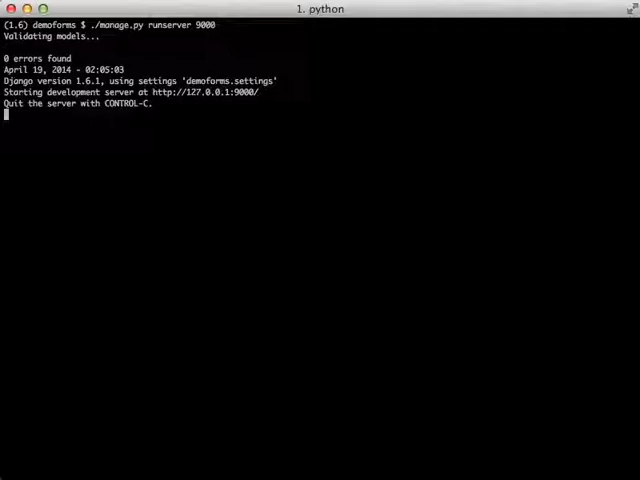 1. python
(1.6) demoforms $ ./manage.py runserver 9000
Validating models...
0 errors found
April 19, 2014 - 02:05:03
Django version 1.6.1, using settings 'demoforms.settings'
Starting development server at http://127.0.0.1:9000/
Quit the server with CONTROL-C.